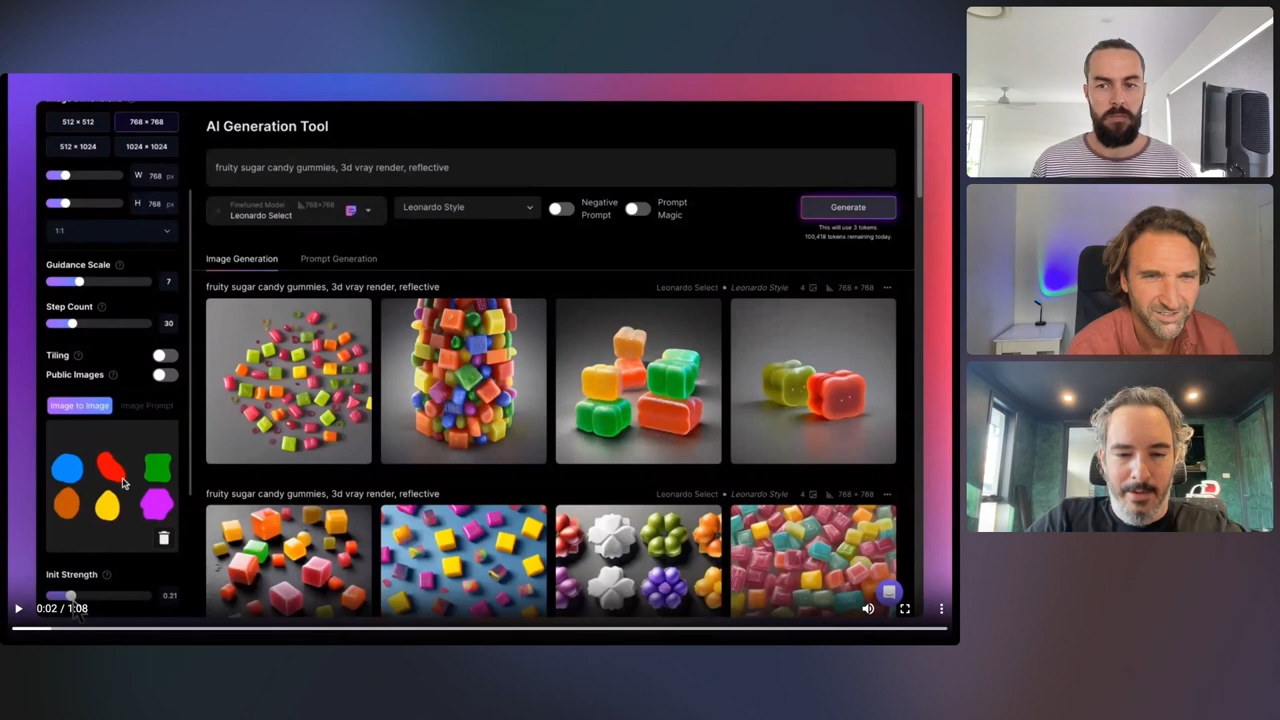 512 × 512
768 × 768
512 × 1024
1024 × 1024
W 768 px
H 768 px
1:1
Guidance Scale
7
Step Count
30
Tiling
Public Images
Image to Image
Image Prompt
Init Strength
0.21
AI Generation Tool
fruity sugar candy gummies, 3d vray render, reflective
Finetuned Model
768×768
Leonardo Select
Leonardo Style
Negative
Prompt
Prompt
Magic
Generate
This will use 3 tokens.
100,418 tokens remaining today.
Image Generation
Prompt Generation
fruity sugar candy gummies, 3d vray render, reflective
Leonardo Select • Leonardo Style 4 768 × 768
fruity sugar candy gummies, 3d vray render, reflective
Leonardo Select • Leonardo Style 4 768 × 768
0:02 / 1:08